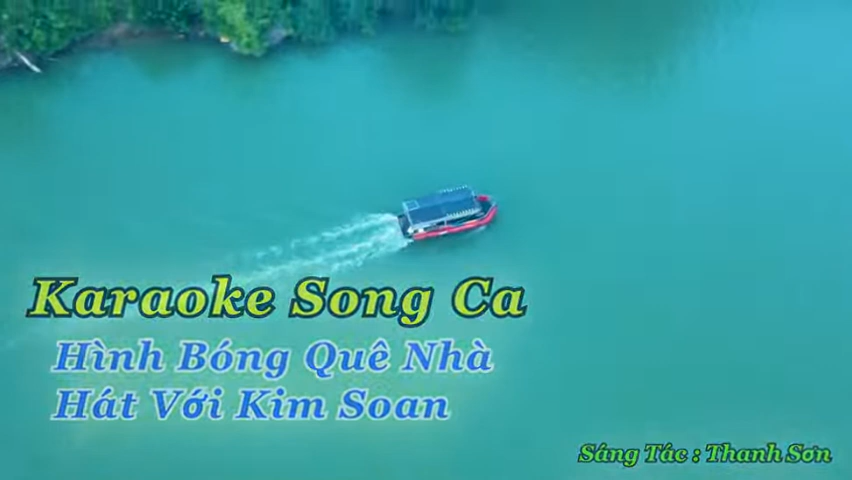 Karaoke Song Ca
Hình Bóng Quê Nhà
Hát Với Kim Soan
Sáng Tác : Thanh Sơn